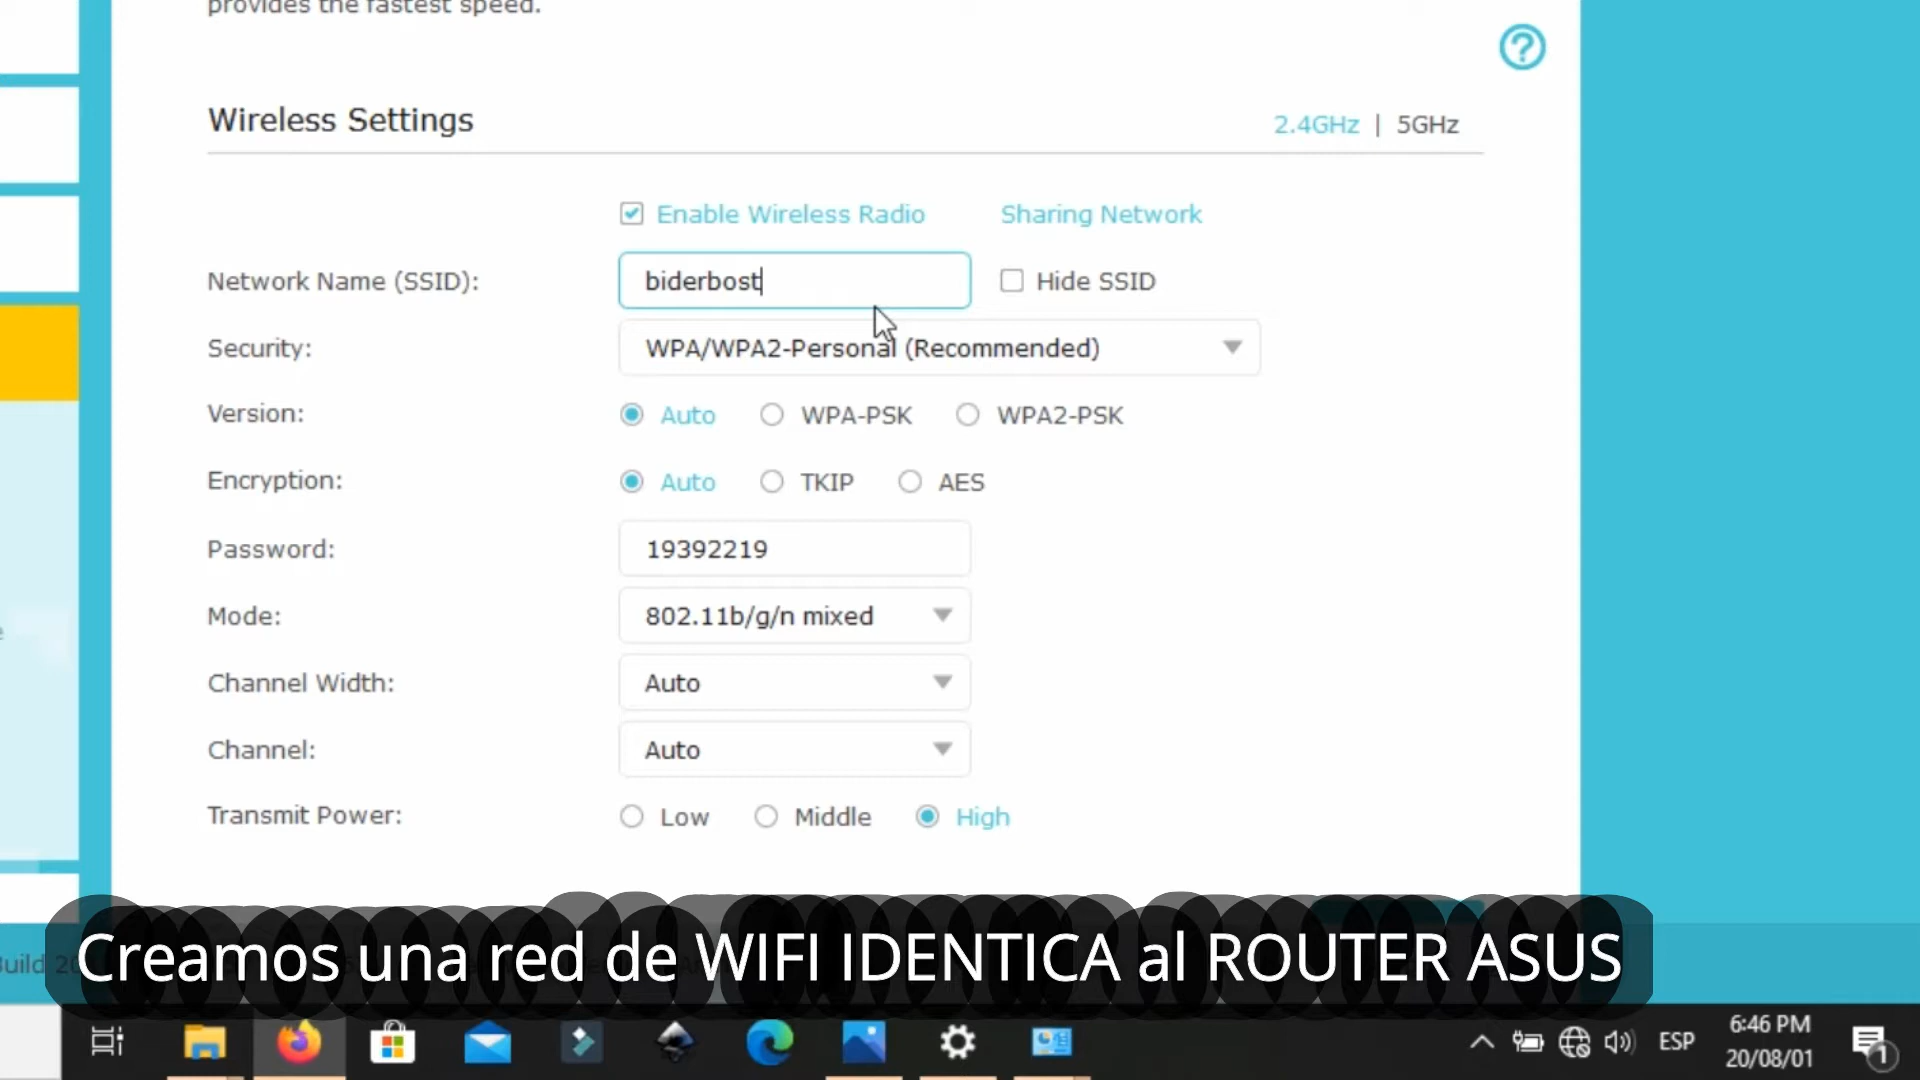 provides the fastest speed.
Wireless Settings
2.4GHz | 5GHz
Enable Wireless Radio
Sharing Network
Network Name (SSID):
biderbost
Hide SSID
Security:
WPA/WPA2-Personal (Recommended)
Version:
Auto
WPA-PSK
WPA2-PSK
Encryption:
Auto
TKIP
AES
Password:
19392219
Mode:
802.11b/g/n mixed
Channel Width:
Auto
Channel:
Auto
Transmit Power:
Low
Middle
High
Creamos una red de WIFI IDENTICA al ROUTER ASUS
ESP
6:46 PM
20/08/01
1